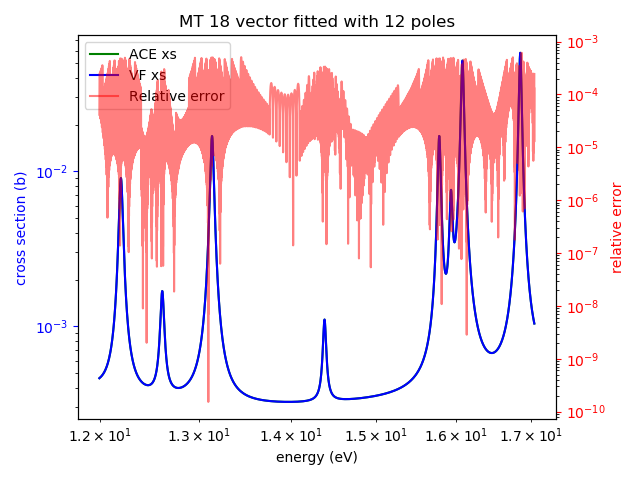 MT 18 vector fitted with 12 poles
ACE xs
VF xs
Relative error
cross section (b)
10⁻²
10⁻³
10⁻³
10⁻⁴
10⁻⁵
10⁻⁶
10⁻⁷
10⁻⁸
10⁻⁹
10⁻¹⁰
relative error
1.2 × 10¹ 1.3 × 10¹ 1.4 × 10¹ 1.5 × 10¹ 1.6 × 10¹ 1.7 × 10¹
energy (eV)